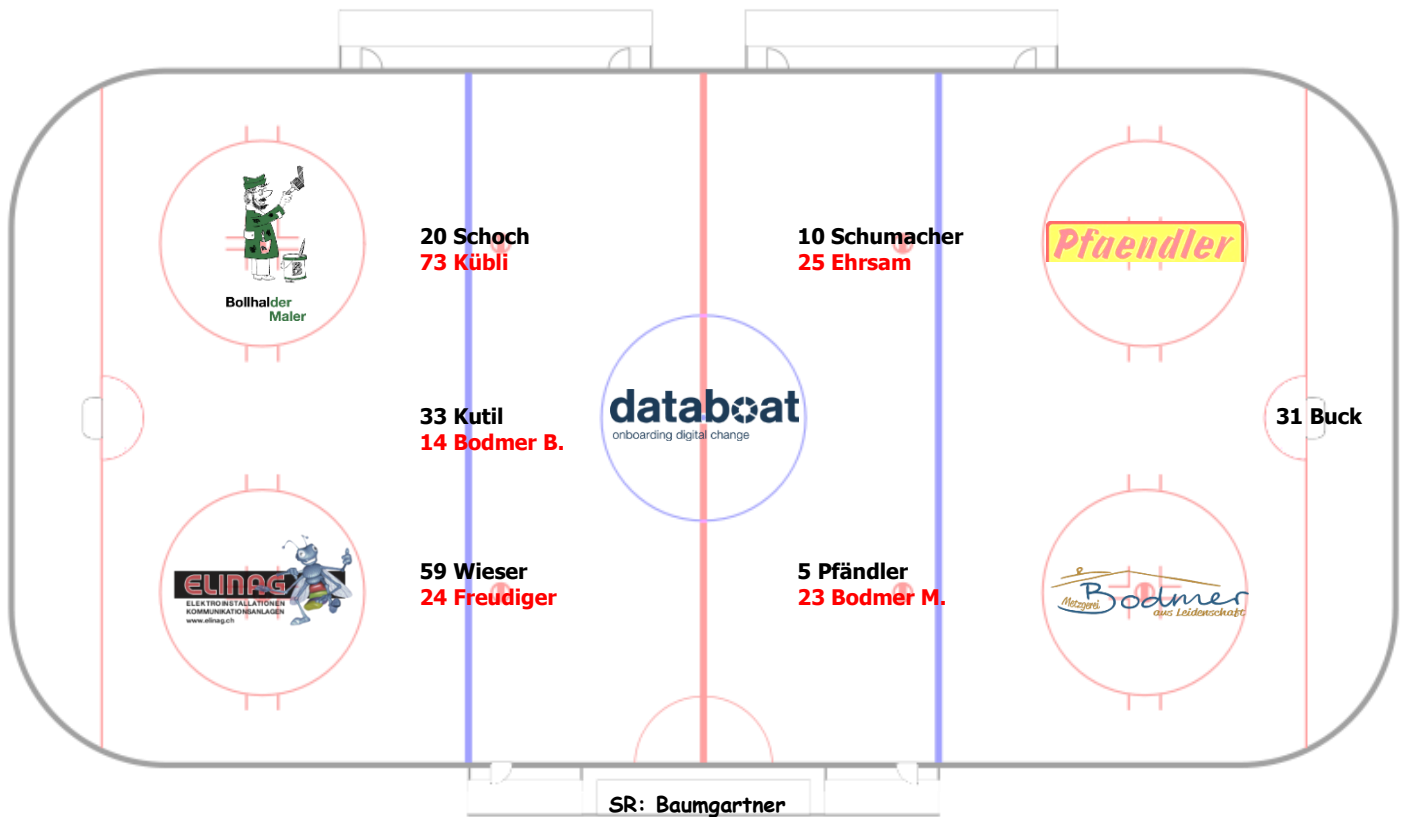 20 Schoch
73 Kübli
10 Schumacher
25 Ehrsam
Pfaendler
Bollhalder
Maler
33 Kutil
14 Bodmer B.
databoat
onboarding digital change
31 Buck
59 Wieser
24 Freudiger
5 Pfändler
23 Bodmer M.
ELINAG
ELEKTROINSTALLATIONEN
KOMMUNIKATIONSANLAGEN
www.elinag.ch
Metzgerei
Bodmer
aus Leidenschaft
SR: Baumgartner